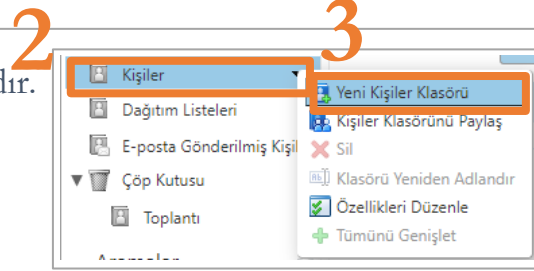 2
3
dır.
Kişiler
Dağıtım Listeleri
E-posta Gönderilmiş Kişil
Çöp Kutusu
Toplantı
Yeni Kişiler Klasörü
Kişiler Klasörünü Paylaş
Sil
Klasörü Yeniden Adlandır
Özellikleri Düzenle
Tümünü Genişlet